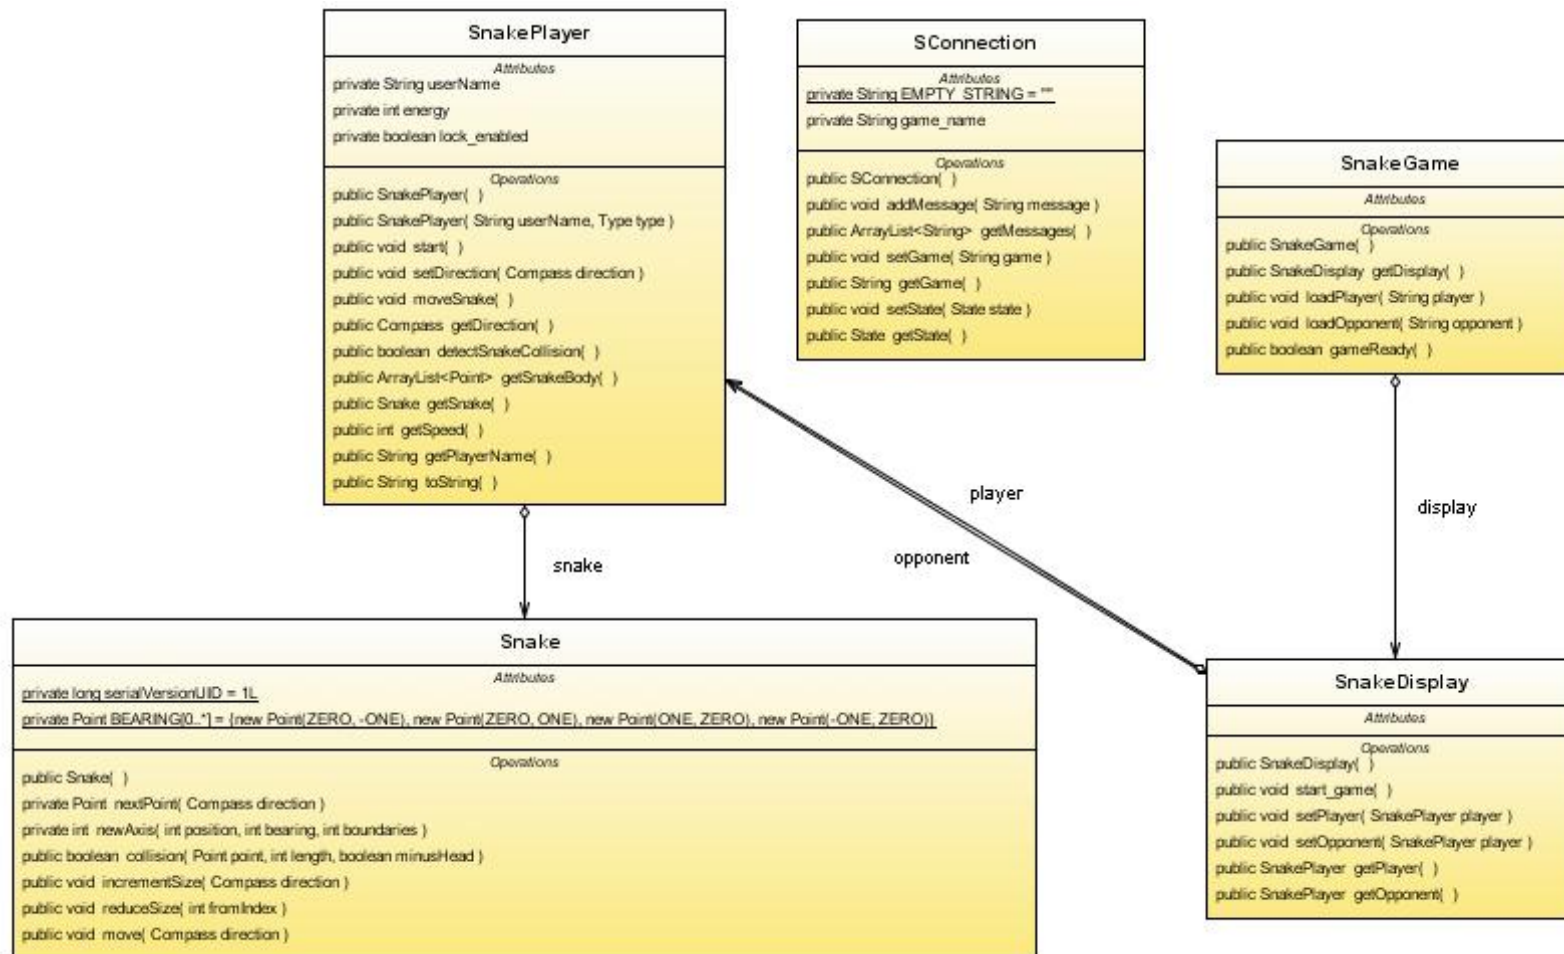 SnakePlayer
Attributes
private String userName
private int energy
private boolean lock_enabled
Operations
public SnakePlayer( )
public SnakePlayer( String userName, Type type )
public void start( )
public void setDirection( Compass direction )
public void moveSnake( )
public Compass getDirection( )
public boolean detectSnakeCollision( )
public ArrayList<Point> getSnakeBody( )
public Snake getSnake( )
public int getSpeed( )
public String getPlayerName( )
public String toString( )
SConnection
Attributes
private String EMPTY_STRING = ""
private String game_name
Operations
public SConnection( )
public void addMessage( String message )
public ArrayList<String> getMessages( )
public void setGame( String game )
public String getGame( )
public void setState( State state )
public State getState( )
SnakeGame
Attributes
Operations
public SnakeGame( )
public SnakeDisplay getDisplay( )
public void loadPlayer( String player )
public void loadOpponent( String opponent )
public boolean gameReady( )
player
opponent
display
snake
Snake
Attributes
private long serialVersionUID = 1L
private Point BEARING[0..*] = {new Point(ZERO, -ONE), new Point(ZERO, ONE), new Point(ONE, ZERO), new Point(-ONE, ZERO)}
Operations
public Snake( )
private Point nextPoint( Compass direction )
private int newAxis( int position, int bearing, int boundaries )
public boolean collision( Point point, int length, boolean minusHead )
public void incrementSize( Compass direction )
public void reduceSize( int fromIndex )
public void move( Compass direction )
SnakeDisplay
Attributes
Operations
public SnakeDisplay( )
public void start_game( )
public void setPlayer( SnakePlayer player )
public void setOpponent( SnakePlayer player )
public SnakePlayer getPlayer( )
public SnakePlayer getOpponent( )